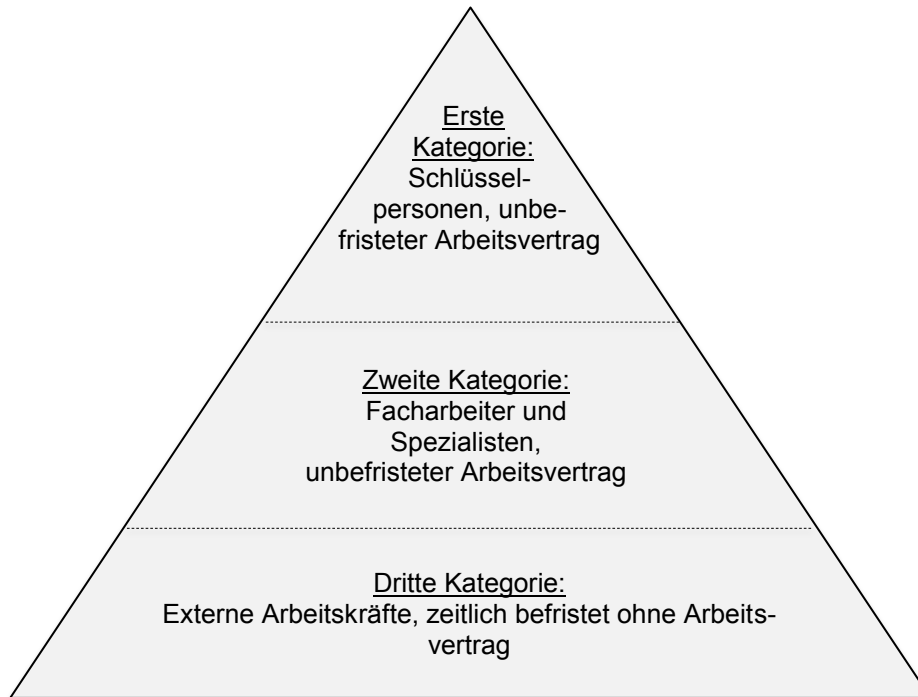 Erste
Kategorie:
Schlüssel-
personen, unbe-
fristeter Arbeitsvertrag
Zweite Kategorie:
Facharbeiter und
Spezialisten,
unbefristeter Arbeitsvertrag
Dritte Kategorie:
Externe Arbeitskräfte, zeitlich befristet ohne Arbeits-
vertrag